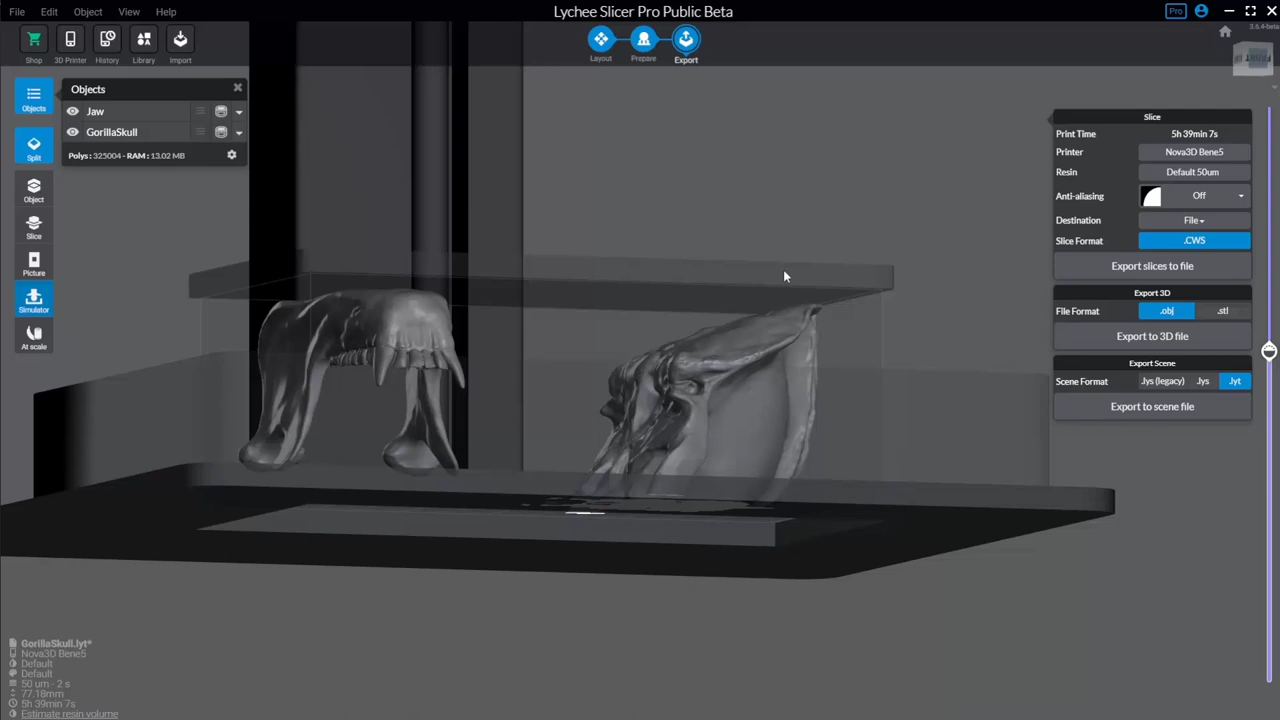 File Edit Object View Help
Lychee Slicer Pro Public Beta
Pro
3.6.4-beta
Shop 3D Printer History Library Import
Layout Prepare Export
FRONT
Objects
Split
Object
Slice
Picture
Simulator
At scale
Objects
Jaw
GorillaSkull
Polys : 325004 - RAM : 13.02 MB
Slice
Print Time 5h 39min 7s
Printer Nova3D Bene5
Resin Default 50um
Anti-aliasing Off
Destination File
Slice Format .CWS
Export slices to file
Export 3D
File Format .obj .stl
Export to 3D file
Export Scene
Scene Format .lys (legacy) .lys .lyt
Export to scene file
GorillaSkull.lyt*
Nova3D Bene5
Default
Default
50 um - 2 s
77.18mm
5h 39min 7s
Estimate resin volume